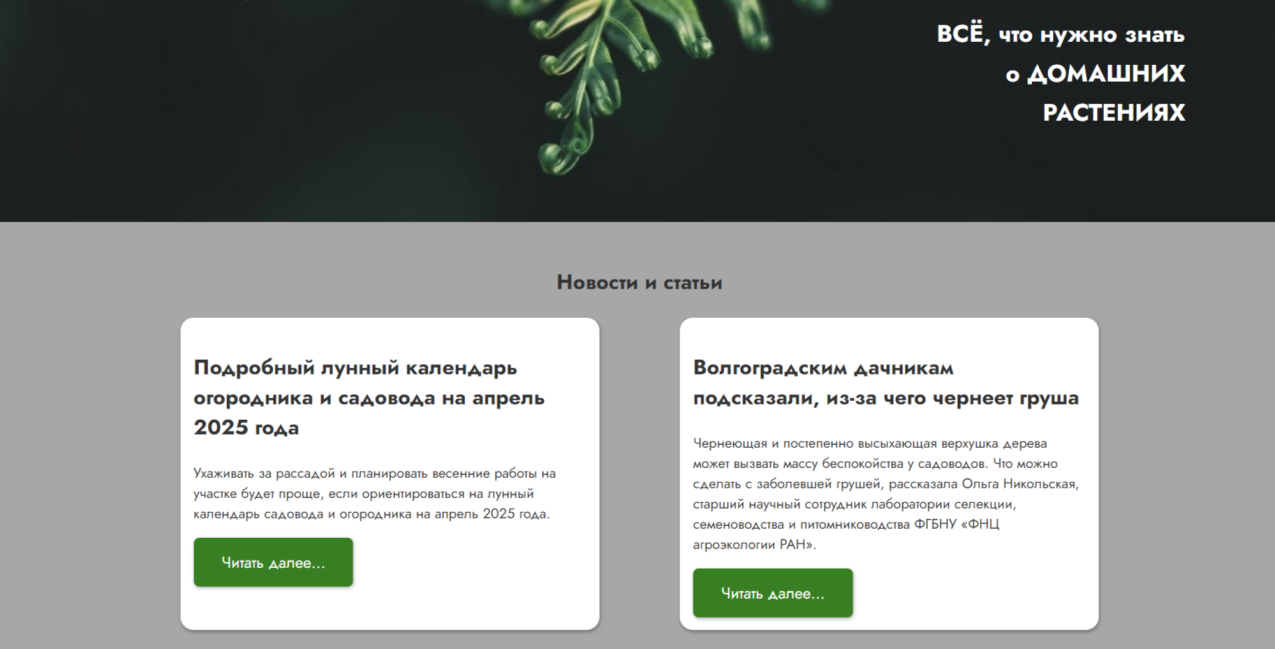 ВСЁ, что нужно знать
о ДОМАШНИХ
РАСТЕНИЯХ
Новости и статьи
Подробный лунный календарь
огородника и садовода на апрель
2025 года
Ухаживать за рассадой и планировать весенние работы на
участке будет проще, если ориентироваться на лунный
календарь садовода и огородника на апрель 2025 года.
Читать далее...
Волгоградским дачникам
подсказали, из-за чего чернеет груша
Чернеющая и постепенно высыхающая верхушка дерева
может вызвать массу беспокойства у садоводов. Что можно
сделать с заболевшей грушей, рассказала Ольга Никольская,
старший научный сотрудник лаборатории селекции,
семеноводства и питомниководства ФГБНУ «ФНЦ
агроэкологии РАН».
Читать далее...